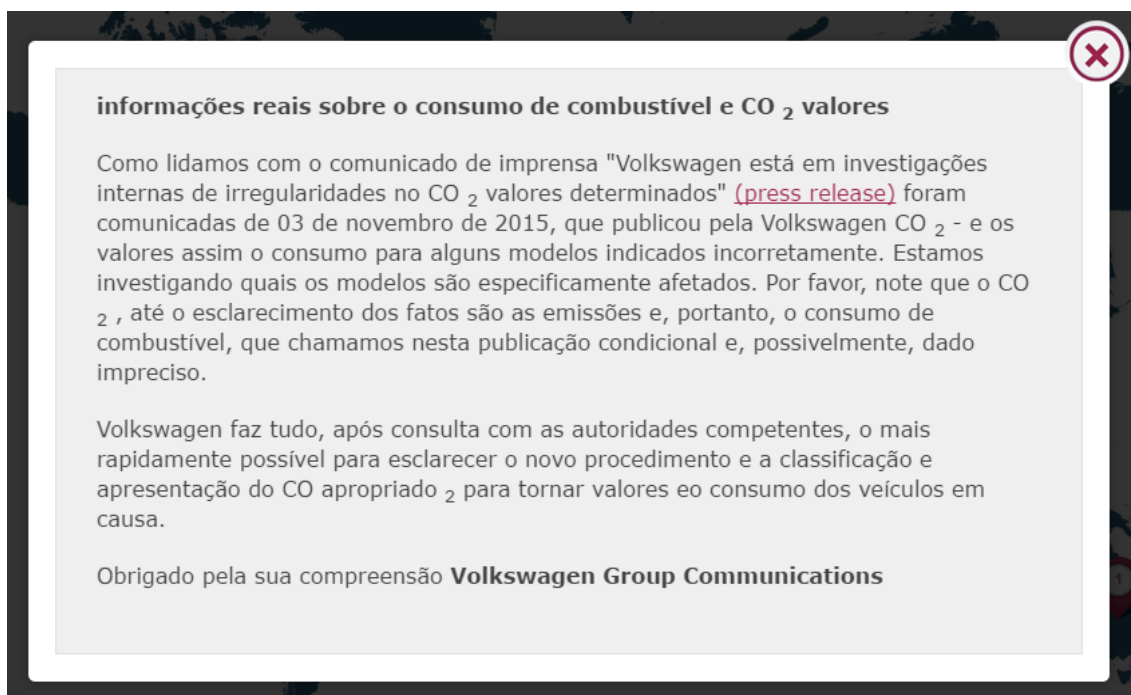 informações reais sobre o consumo de combustível e CO 2 valores
Como lidamos com o comunicado de imprensa "Volkswagen está em investigações
internas de irregularidades no CO 2 valores determinados" (press release) foram
comunicadas de 03 de novembro de 2015, que publicou pela Volkswagen CO 2 - e os
valores assim o consumo para alguns modelos indicados incorretamente. Estamos
investigando quais os modelos são especificamente afetados. Por favor, note que o CO
2 , até o esclarecimento dos fatos são as emissões e, portanto, o consumo de
combustível, que chamamos nesta publicação condicional e, possivelmente, dado
impreciso.
Volkswagen faz tudo, após consulta com as autoridades competentes, o mais
rapidamente possível para esclarecer o novo procedimento e a classificação e
apresentação do CO apropriado 2 para tornar valores eo consumo dos veículos em
causa.
Obrigado pela sua compreensão Volkswagen Group Communications
1